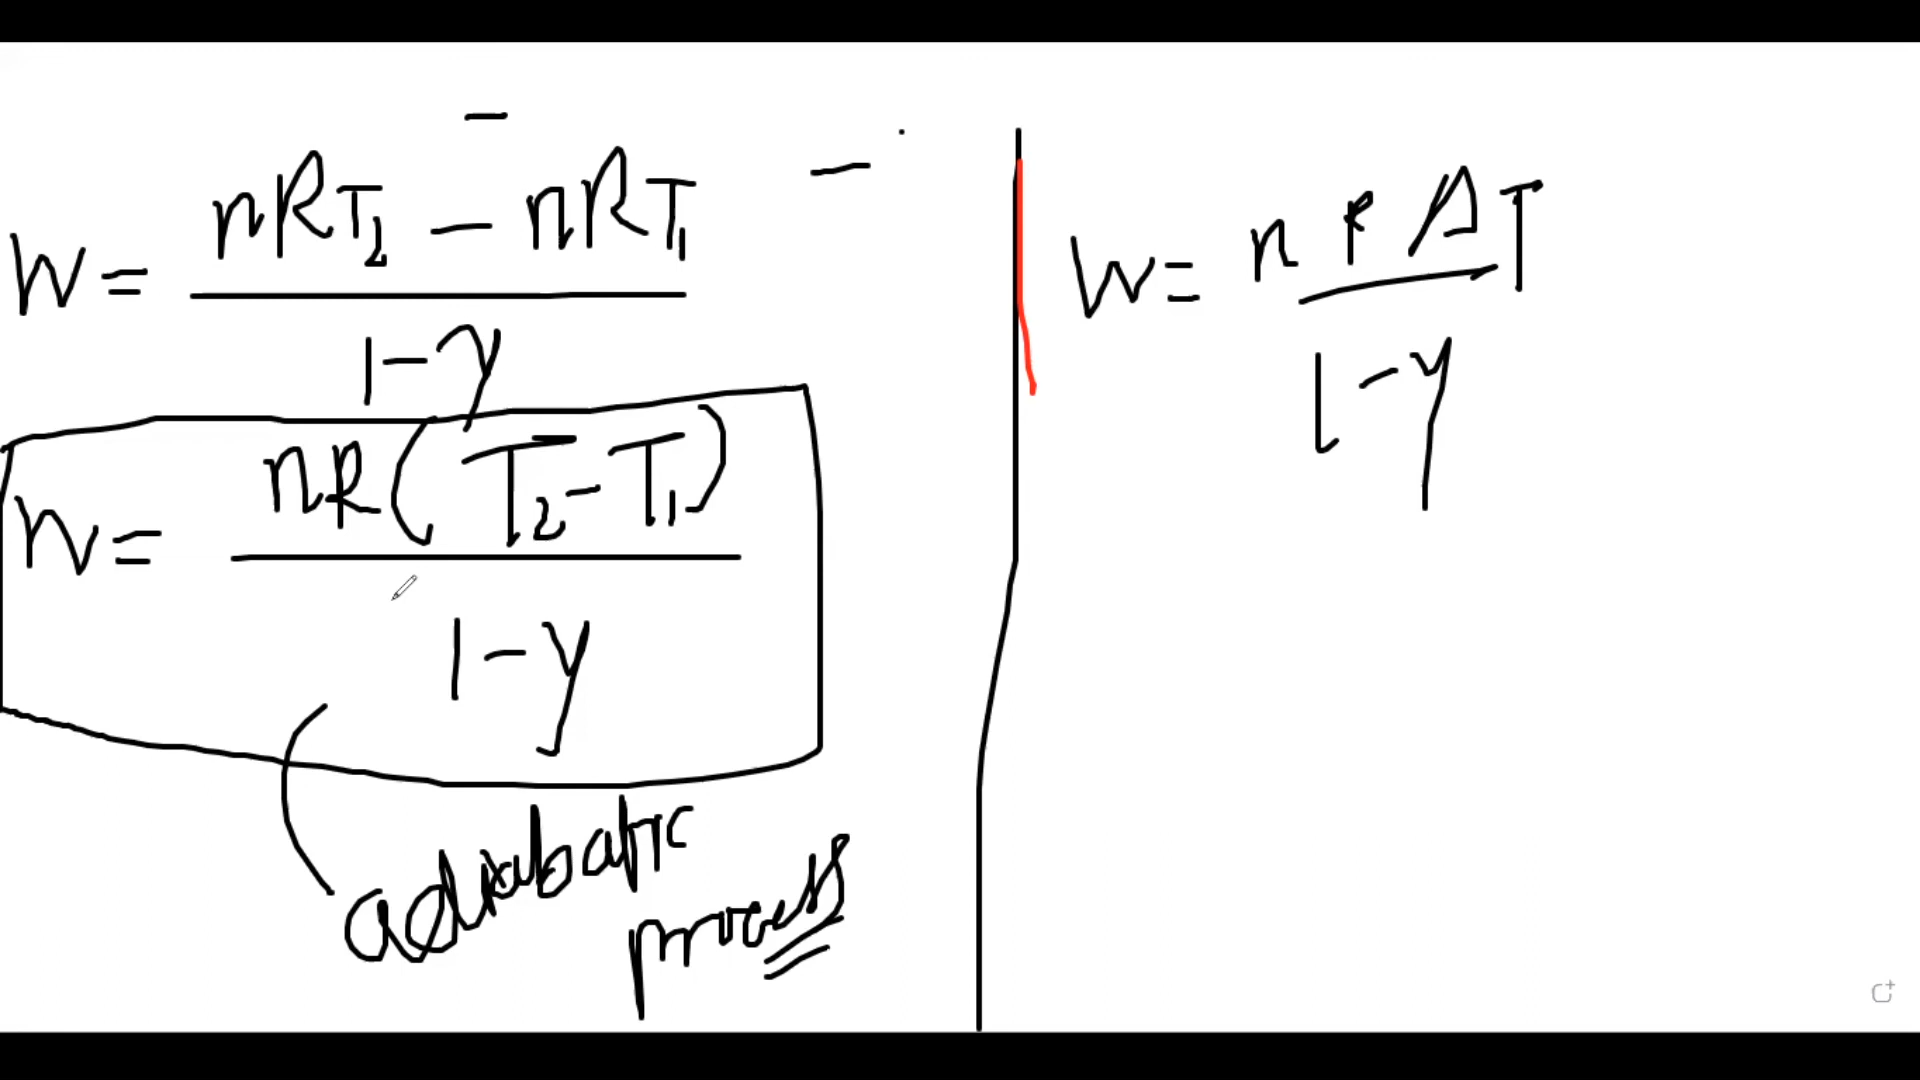 W = nRT₂ - nRT₁
1-γ
W = nR(T₂-T₁)
1-γ
adiabatic
process
W = nRΔT
1-γ